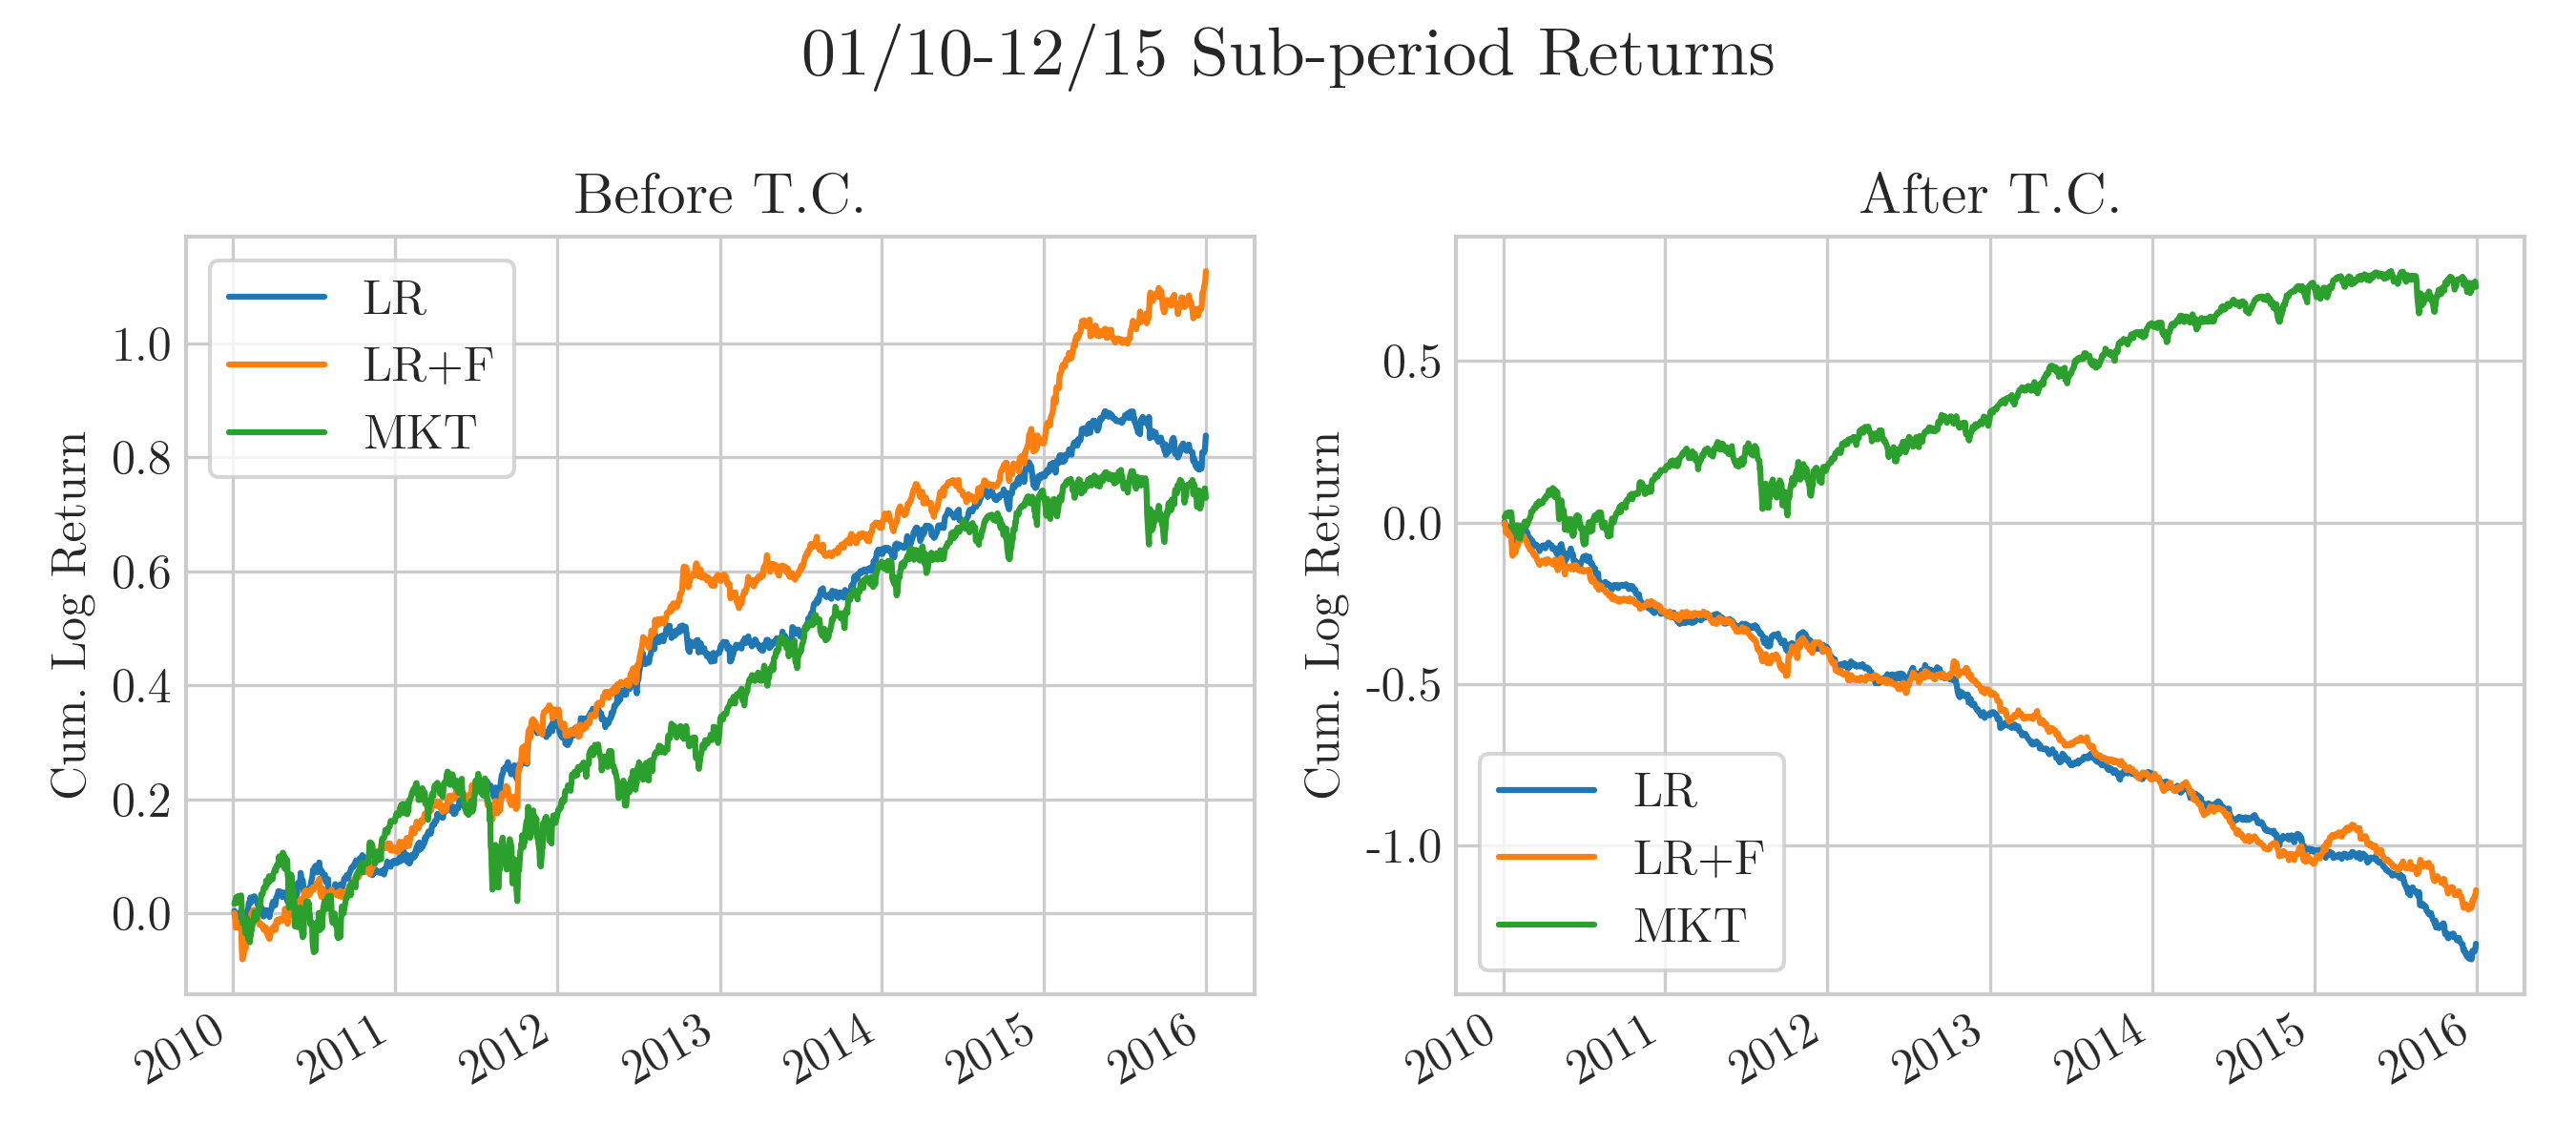 01/10-12/15 Sub-period Returns
Before T.C.
Cum. Log Return
1.0
0.8
0.6
0.4
0.2
0.0
LR
LR+F
MKT
2010
2011
2012
2013
2014
2015
2016
After T.C.
Cum. Log Return
0.5
0.0
-0.5
-1.0
LR
LR+F
MKT
2010
2011
2012
2013
2014
2015
2016